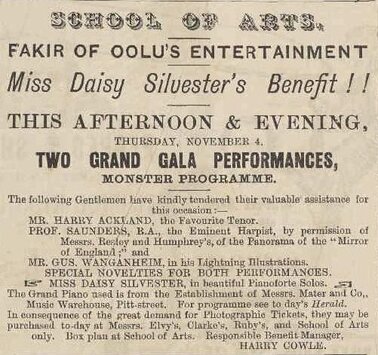 SCHOOL OF ARTS.
FAKIR OF OOLU'S ENTERTAINMENT
Miss Daisy Silvester's Benefit!!
THIS AFTERNOON & EVENING,
THURSDAY, NOVEMBER 4.
TWO GRAND GALA PERFORMANCES,
MONSTER PROGRAMME.
The following Gentlemen have kindly tendered their valuable assistance for
this occasion:—
MR. HARRY ACKLAND, the Favourite Tenor.
PROF. SAUNDERS, R.A., the Eminent Harpist, by permission of
Messrs. Resley and Humphrey's, of the Panorama of the "Mirror
of England;" and
MR. GUS. WANGANHEIM, in his Lightning Illustrations.
SPECIAL NOVELTIES FOR BOTH PERFORMANCES.
MISS DAISY SILVESTER, in beautiful Pianoforte Solos.
The Grand Piano used is from the Establishment of Messrs. Mater and Co.,
Music Warehouse, Pitt-street. For programme see to day's Herald.
In consequence of the great demand for Photographic Tickets, they may be
purchased to-day at Messrs. Elvy's, Clarke's, Ruby's, and School of Arts
only. Box plan at School of Arts. Responsible Benefit Manager,
HARRY COWLE.